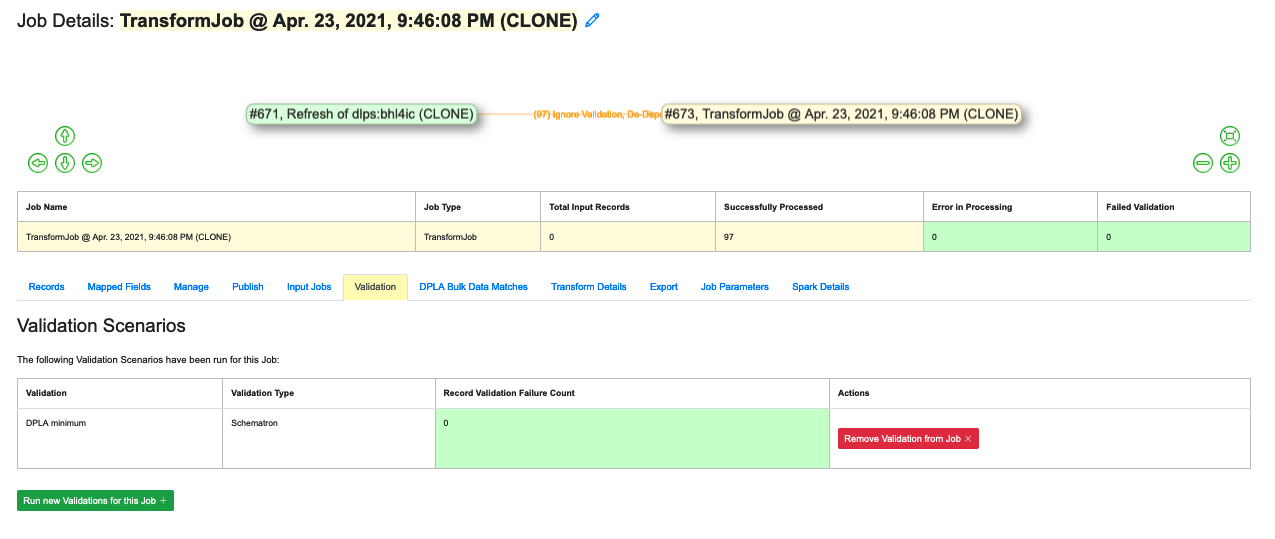 Job Details: TransformJob @ Apr. 23, 2021, 9:46:08 PM (CLONE)
#671, Refresh of dlps:bhl4ic (CLONE) (97) Ignore Validation, De-Dupe #673, TransformJob @ Apr. 23, 2021, 9:46:08 PM (CLONE)
Job Name Job Type Total Input Records Successfully Processed Error in Processing Failed Validation
TransformJob @ Apr. 23, 2021, 9:46:08 PM (CLONE) TransformJob 0 97 0 0
Records Mapped Fields Manage Publish Input Jobs Validation DPLA Bulk Data Matches Transform Details Export Job Parameters Spark Details
Validation Scenarios
The following Validation Scenarios have been run for this Job:
Validation Validation Type Record Validation Failure Count Actions
DPLA minimum Schematron 0
Remove Validation from Job ×
Run new Validations for this Job +